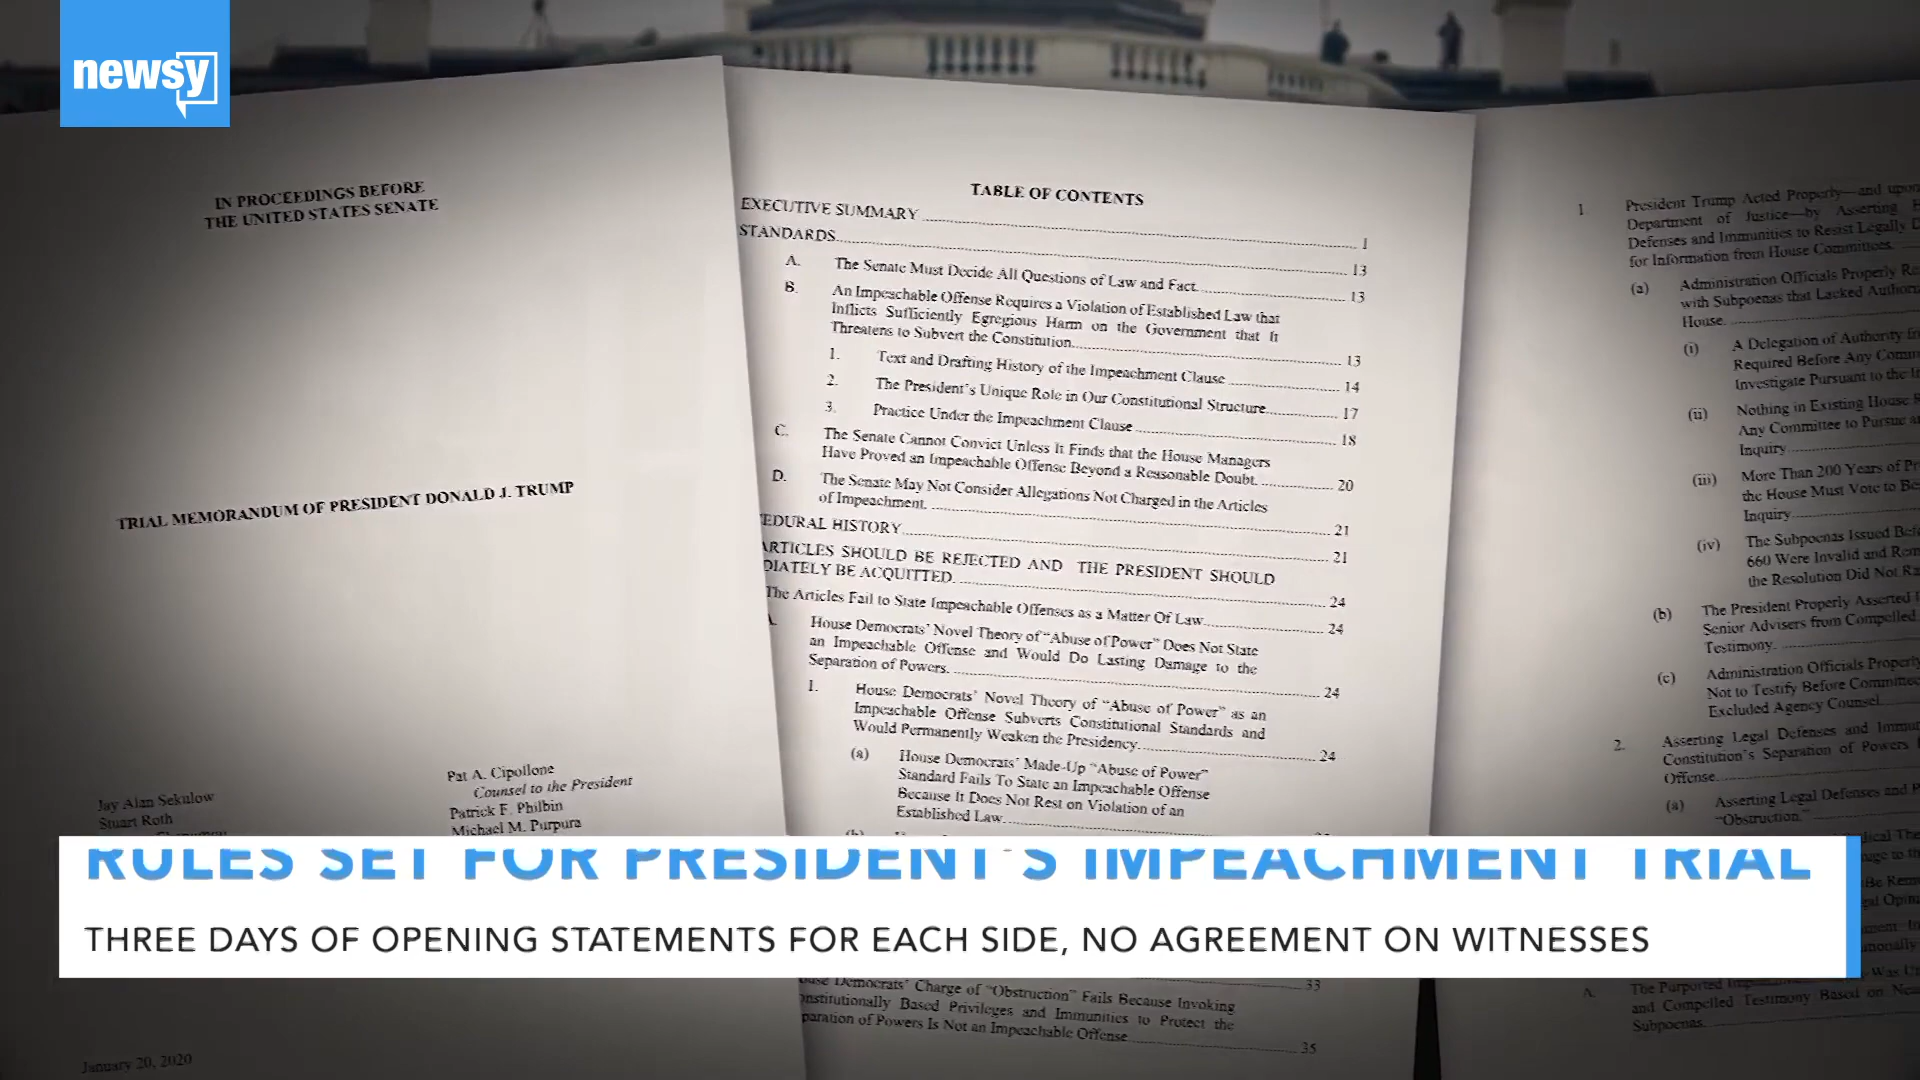 newsy
IN PROCEEDINGS BEFORE
THE UNITED STATES SENATE
TRIAL MEMORANDUM OF PRESIDENT DONALD J. TRUMP
Jay Alan Sekulow
Stuart Roth
Pat A. Cipollone
Counsel to the President
Patrick F. Philbin
Michael M. Purpura
January 20, 2020
TABLE OF CONTENTS
EXECUTIVE SUMMARY 1
STANDARDS 13
A. The Senate Must Decide All Questions of Law and Fact. 13
B. An Impeachable Offense Requires a Violation of Established Law that
Inflicts Sufficiently Egregious Harm on the Government that It
Threatens to Subvert the Constitution. 13
1. Text and Drafting History of the Impeachment Clause 14
2. The President's Unique Role in Our Constitutional Structure 17
3. Practice Under the Impeachment Clause 18
C. The Senate Cannot Convict Unless It Finds that the House Managers
Have Proved an Impeachable Offense Beyond a Reasonable Doubt. 20
D. The Senate May Not Consider Allegations Not Charged in the Articles
of Impeachment. 21
EDURAL HISTORY 21
ARTICLES SHOULD BE REJECTED AND THE PRESIDENT SHOULD
DIATELY BE ACQUITTED. 24
The Articles Fail to State Impeachable Offenses as a Matter Of Law. 24
House Democrats' Novel Theory of "Abuse of Power" Does Not State
an Impeachable Offense and Would Do Lasting Damage to the
Separation of Powers. 24
1. House Democrats' Novel Theory of "Abuse of Power" as an
Impeachable Offense Subverts Constitutional Standards and
Would Permanently Weaken the Presidency. 24
(a) House Democrats' Made-Up "Abuse of Power"
Standard Fails To State an Impeachable Offense
Because It Does Not Rest on Violation of an
Established Law.
33
Democrats' Charge of "Obstruction" Fails Because Invoking
nstitutionally Based Privileges and Immunities to Protect the
paration of Powers Is Not an Impeachable Offense 35
1. President Trump Acted Properly—and upon
Department of Justice—by Asserting
Defenses and Immunities to Resist Legally
for Information from House Committees.
(a) Administration Officials Properly
with Subpoenas that Lacked
House.
(i) A Delegation of Authority
Required Before Any
Investigate Pursuant to the
(ii) Nothing in Existing House
Any Committee to Pursue
Inquiry
(iii) More Than 200 Years of
the House Must Vote to
Inquiry
(iv) The Subpoenas Issued
660 Were Invalid and
the Resolution Did Not
(b) The President Properly Asserted
Senior Advisers from Compelled
Testimony.
(c) Administration Officials Properly
Not to Testify Before
Excluded Agency Counsel
2. Asserting Legal Defenses and
Constitution's Separation of Powers
Offense.
(a) Asserting Legal Defenses and
"Obstruction."
A. The Purported
and Compelled Testimony Based on
Subpoenas.
RULES SET FOR PRESIDENT'S IMPEACHMENT TRIAL
THREE DAYS OF OPENING STATEMENTS FOR EACH SIDE, NO AGREEMENT ON WITNESSES